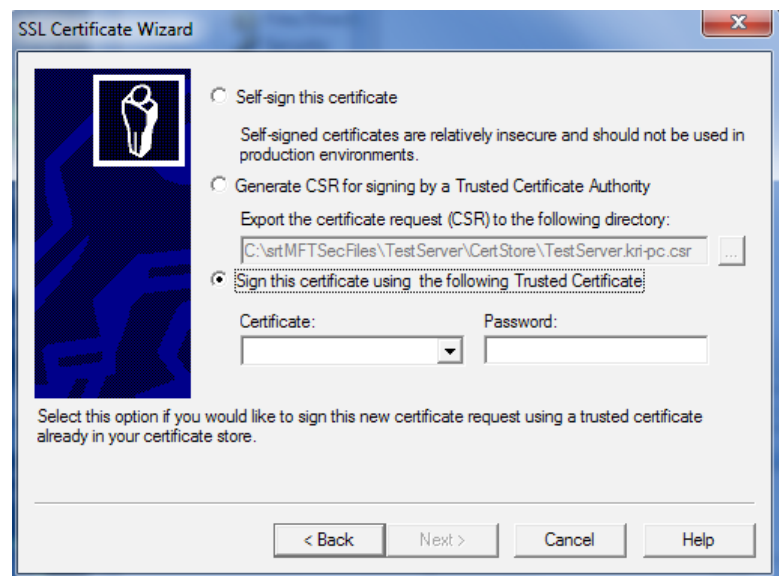 SSL Certificate Wizard
Self-sign this certificate
Self-signed certificates are relatively insecure and should not be used in
production environments.
Generate CSR for signing by a Trusted Certificate Authority
Export the certificate request (CSR) to the following directory:
C:\srtMFTSecFiles\TestServer\CertStore\TestServer.kri-pc.csr ...
Sign this certificate using the following Trusted Certificate
Certificate: Password:
Select this option if you would like to sign this new certificate request using a trusted certificate
already in your certificate store.
< Back Next > Cancel Help